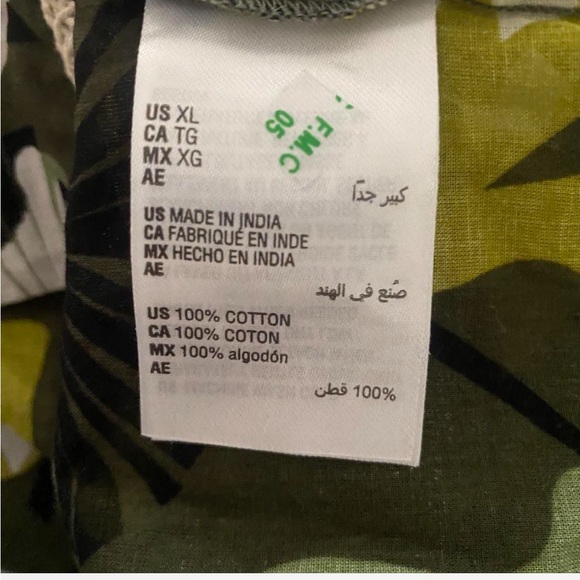 US XL
CA TG
MX XG
AE
كبير جدًا
US MADE IN INDIA
CA FABRIQUÉ EN INDE
MX HECHO EN INDIA
AE
صُنع في الهند
US 100% COTTON
CA 100% COTON
MX 100% algodón
AE
100% قطن
F.M.C
05